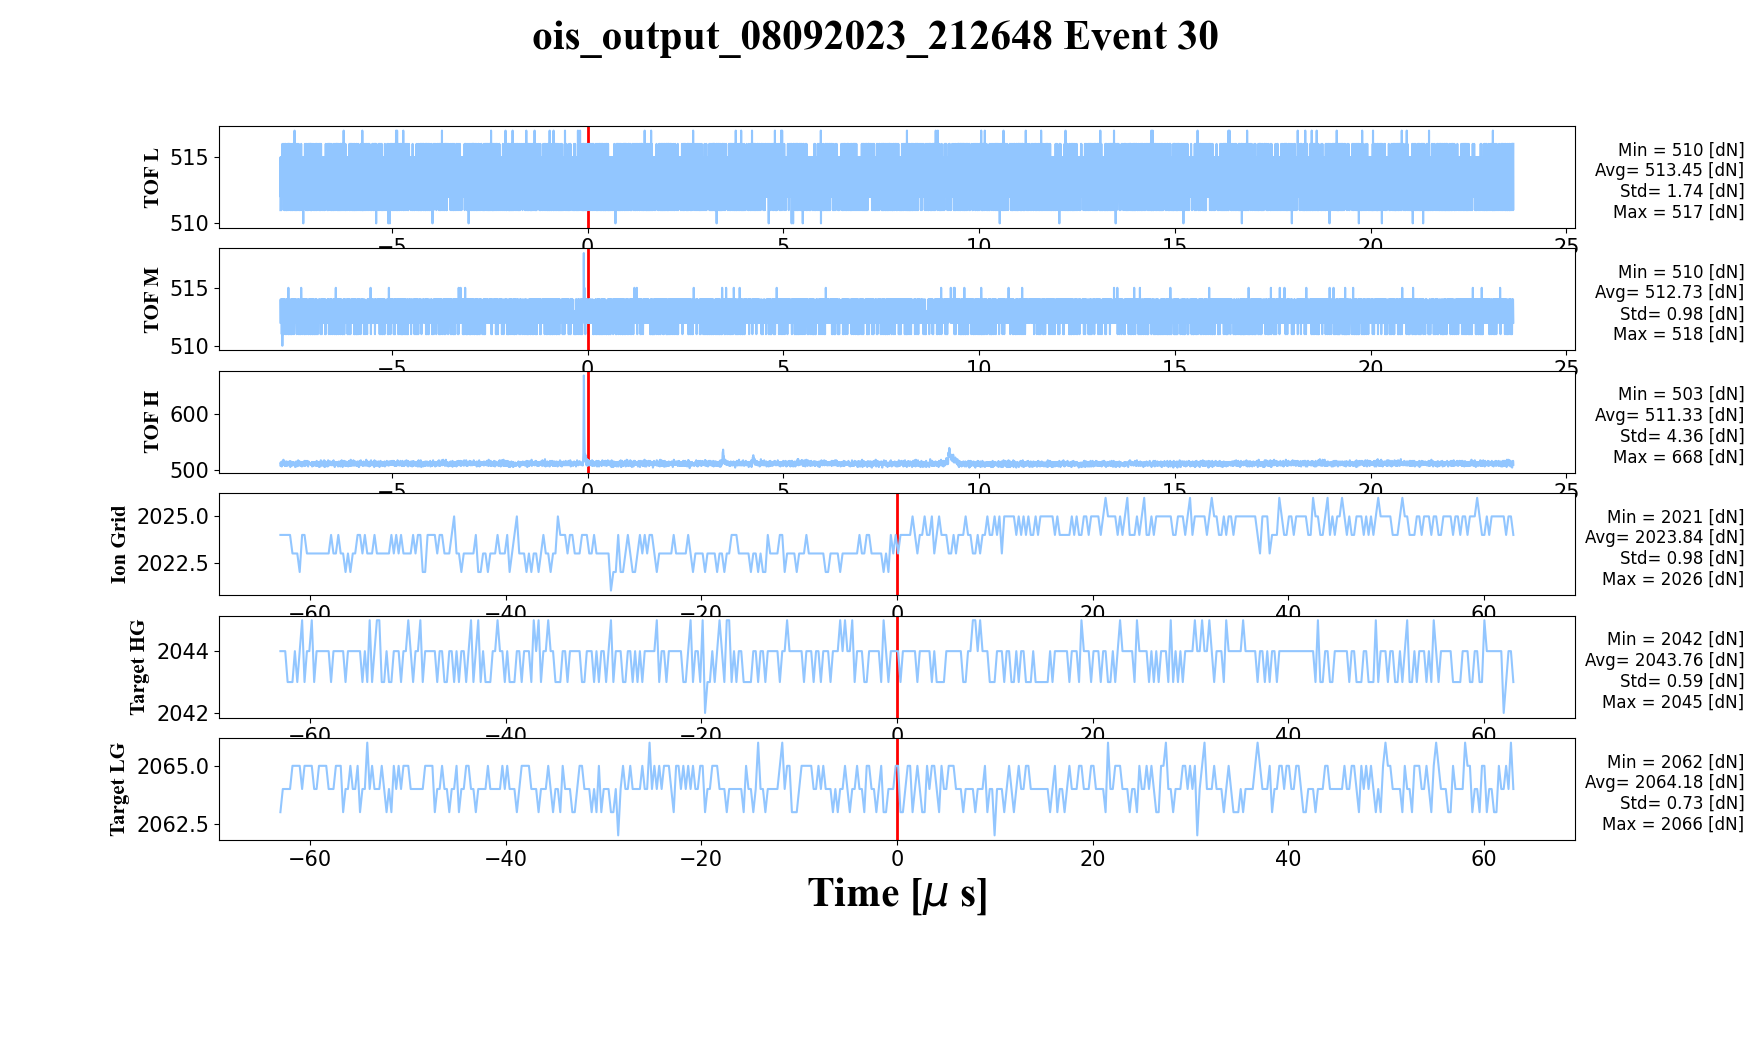 ois_output_08092023_212648 Event 30
TOF L
515
510
−5
0
5
10
15
20
25
Min = 510 [dN]
Avg= 513.45 [dN]
Std= 1.74 [dN]
Max = 517 [dN]
TOF M
515
510
−5
0
5
10
15
20
25
Min = 510 [dN]
Avg= 512.73 [dN]
Std= 0.98 [dN]
Max = 518 [dN]
TOF H
600
500
−5
0
5
10
15
20
25
Min = 503 [dN]
Avg= 511.33 [dN]
Std= 4.36 [dN]
Max = 668 [dN]
Ion Grid
2025.0
2022.5
−60
−40
−20
0
20
40
60
Min = 2021 [dN]
Avg= 2023.84 [dN]
Std= 0.98 [dN]
Max = 2026 [dN]
Target HG
2044
2042
−60
−40
−20
0
20
40
60
Min = 2042 [dN]
Avg= 2043.76 [dN]
Std= 0.59 [dN]
Max = 2045 [dN]
Target LG
2065.0
2062.5
−60
−40
−20
0
20
40
60
Min = 2062 [dN]
Avg= 2064.18 [dN]
Std= 0.73 [dN]
Max = 2066 [dN]
Time [μ s]